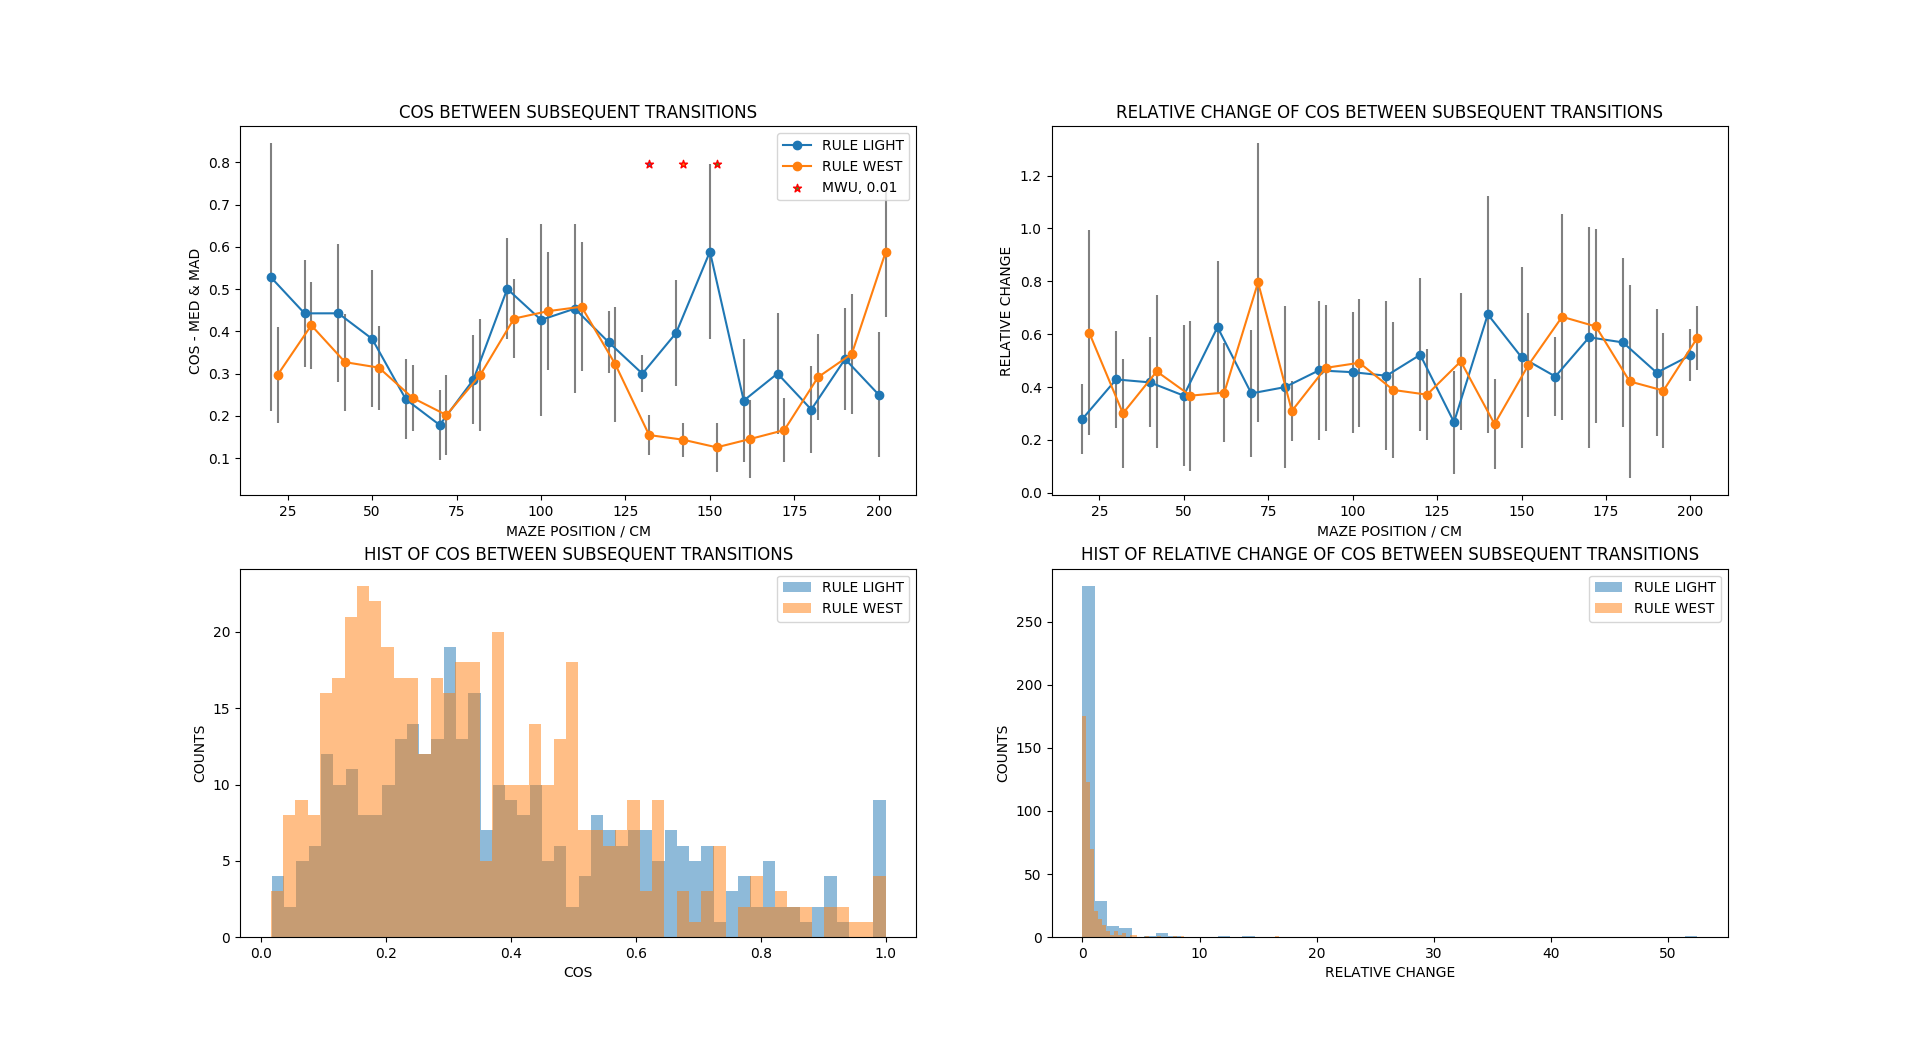 COS BETWEEN SUBSEQUENT TRANSITIONS
COS - MED & MAD
0.8
0.7
0.6
0.5
0.4
0.3
0.2
0.1
RULE LIGHT
RULE WEST
MWU, 0.01
25
50
75
100
125
150
175
200
MAZE POSITION / CM
RELATIVE CHANGE OF COS BETWEEN SUBSEQUENT TRANSITIONS
RELATIVE CHANGE
1.2
1.0
0.8
0.6
0.4
0.2
0.0
25
50
75
100
125
150
175
200
MAZE POSITION / CM
HIST OF COS BETWEEN SUBSEQUENT TRANSITIONS
COUNTS
20
15
10
5
0
RULE LIGHT
RULE WEST
0.0
0.2
0.4
0.6
0.8
1.0
COS
HIST OF RELATIVE CHANGE OF COS BETWEEN SUBSEQUENT TRANSITIONS
COUNTS
250
200
150
100
50
0
RULE LIGHT
RULE WEST
0
10
20
30
40
50
RELATIVE CHANGE